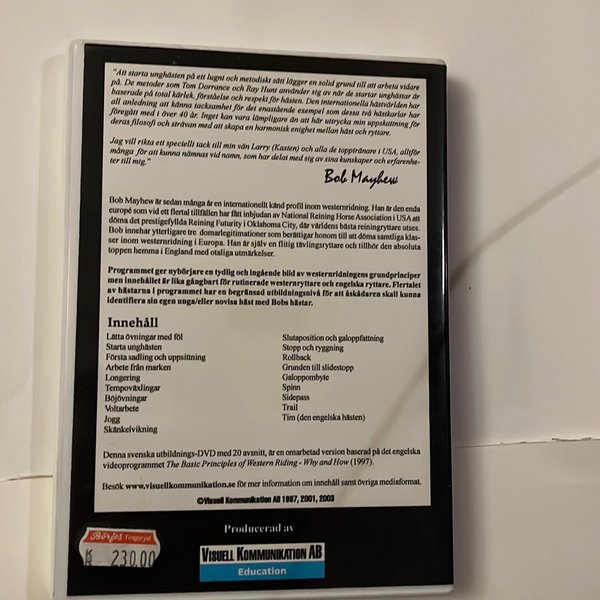 "Att starta unghästen på ett lugnt och metodiskt sätt lägger en solid grund till att arbeta vidare
på. De metoder som Tom Dorrance och Ray Hunt använder sig av när de startar unghästar är
baserade på total kärlek, förståelse och respekt för hästen. Den internationella hästvärlden har
all anledning att känna tacksamhet för det enastående exempel som dessa två hästkarlar har
föregått med i över 40 år. Inget kan vara lämpligare än att här uttrycka min uppskattning för
deras filosofi och strävan med att skapa en harmonisk enighet mellan häst och ryttare.
Jag vill rikta ett speciellt tack till min vän Larry (Kasten) och alla de topptränare i USA, alltför
många för att kunna nämnas vid namn, som har delat med sig av sina kunskaper och erfarenhe-
ter till mig."
Bob Mayhew
Bob Mayhew är sedan många år en internationellt känd profil inom westernridning. Han är den enda
europé som vid ett flertal tillfällen har fått inbjudan av National Reining Horse Association i USA att
döma det prestigefyllda Reining Futurity i Oklahoma City, där världens bästa reiningryttare utses.
Bob innehar ytterligare tre domarlegitimationer som berättigar honom till att döma samtliga klas-
ser inom westernridning i Europa. Han är själv en flitig tävlingsryttare och tillhör den absoluta
toppen hemma i England med otaliga utmärkelser.
Programmet ger nybörjare en tydlig och ingående bild av westernridningens grundprinciper
men innehållet är lika gångbart för rutinerade westernryttare och engelska ryttare. Flertalet
av hästarna i programmet har en begränsad utbildningsnivå för att åskådaren skall kunna
identifiera sin egen unga/eller novisa häst med Bobs hästar.
Innehåll
Lätta övningar med föl
Starta unghästen
Första sadling och uppsittning
Arbete från marken
Longering
Tempoväxlingar
Böjövningar
Voltarbete
Jogg
Skänkelvikning
Slutaposition och galoppfattning
Stopp och ryggning
Rollback
Grunden till slidestopp
Galoppombyte
Spinn
Sidepass
Trail
Tim (den engelska hästen)
Denna svenska utbildnings-DVD med 20 avsnitt, är en omarbetad version baserad på det engelska
videoprogrammet The Basic Principles of Western Riding - Why and How (1997).
Besök www.visuellkommunikation.se för mer information om innehåll samt övriga mediaformat.
©Visuell Kommunikation AB 1997, 2001, 2003
Producerad av
VISUELL KOMMUNIKATION AB
Education
Börjes Tingsryd
KR 230,00